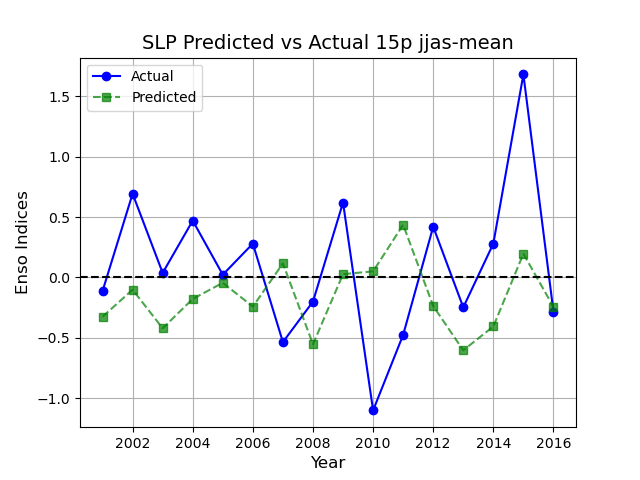 SLP Predicted vs Actual 15p jjas-mean
Actual
Predicted
Enso Indices
1.5
1.0
0.5
0.0
−0.5
−1.0
2002 2004 2006 2008 2010 2012 2014 2016
Year